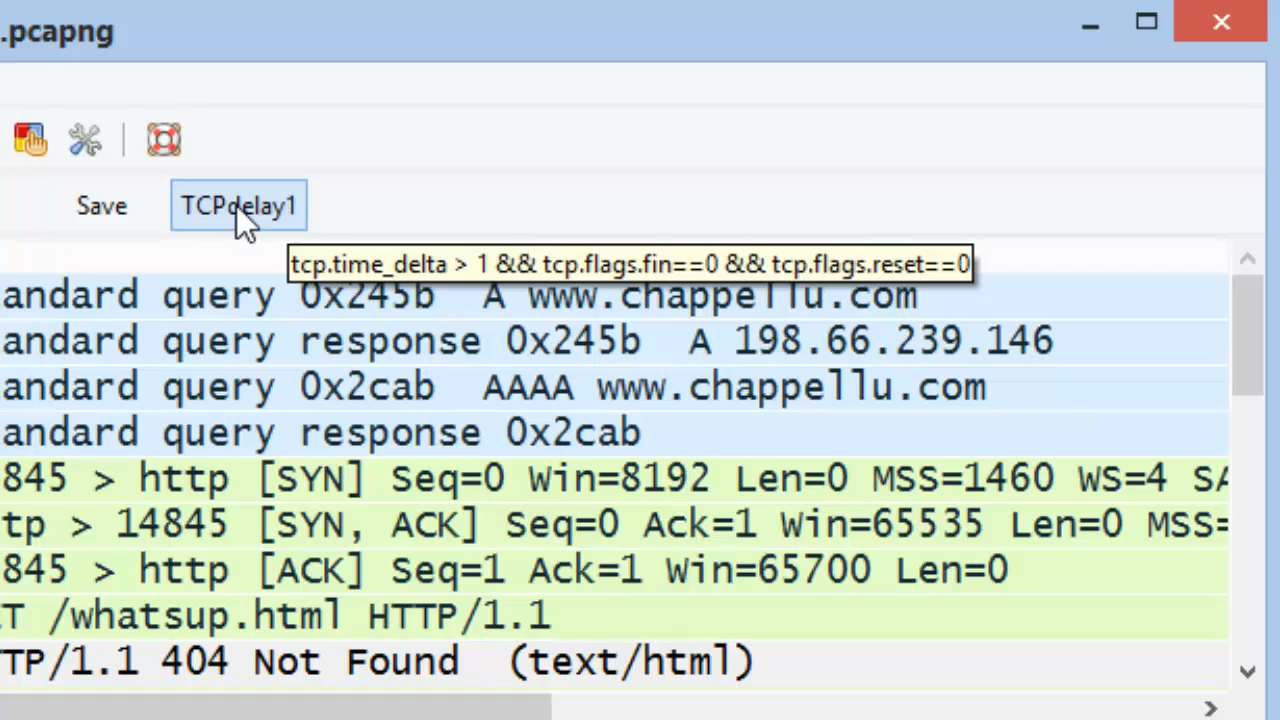 .pcapng
Save TCPdelay1
tcp.time_delta > 1 && tcp.flags.fin==0 && tcp.flags.reset==0
andard query 0x245b A www.chappellu.com
andard query response 0x245b A 198.66.239.146
andard query 0x2cab AAAA www.chappellu.com
andard query response 0x2cab
845 > http [SYN] Seq=0 Win=8192 Len=0 MSS=1460 WS=4 SA
tp > 14845 [SYN, ACK] Seq=0 Ack=1 Win=65535 Len=0 MSS=
845 > http [ACK] Seq=1 Ack=1 Win=65700 Len=0
T /whatsup.html HTTP/1.1
TP/1.1 404 Not Found (text/html)